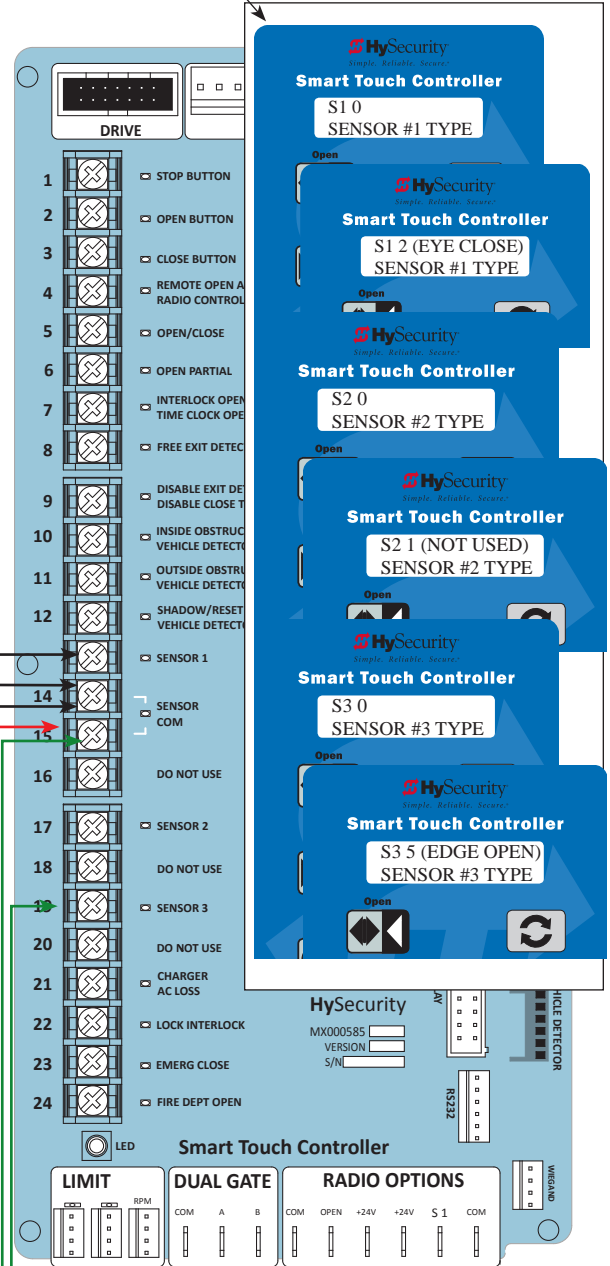 DRIVE
1 STOP BUTTON
2 OPEN BUTTON
3 CLOSE BUTTON
4 REMOTE OPEN A
RADIO CONTROL
5 OPEN/CLOSE
6 OPEN PARTIAL
7 INTERLOCK OPEN
TIME CLOCK OPE
8 FREE EXIT DETEC
9 DISABLE EXIT DE
DISABLE CLOSE T
10 INSIDE OBSTRUC
VEHICLE DETECTO
11 OUTSIDE OBSTRU
VEHICLE DETECTO
12 SHADOW/RESET
VEHICLE DETECTO
SENSOR 1
14 SENSOR
15 COM
16 DO NOT USE
17 SENSOR 2
18 DO NOT USE
19 SENSOR 3
20 DO NOT USE
21 CHARGER
AC LOSS
22 LOCK INTERLOCK
23 EMERG CLOSE
24 FIRE DEPT OPEN
HySecurity
Simple. Reliable. Secure.
Smart Touch Controller
S1 0
SENSOR #1 TYPE
Open
HySecurity
Simple. Reliable. Secure.
Smart Touch Controller
S1 2 (EYE CLOSE)
SENSOR #1 TYPE
Open
HySecurity
Simple. Reliable. Secure.
Smart Touch Controller
S2 0
SENSOR #2 TYPE
Open
HySecurity
Simple. Reliable. Secure.
Smart Touch Controller
S2 1 (NOT USED)
SENSOR #2 TYPE
Open
HySecurity
Simple. Reliable. Secure.
Smart Touch Controller
S3 0
SENSOR #3 TYPE
Open
HySecurity
Simple. Reliable. Secure.
Smart Touch Controller
S3 5 (EDGE OPEN)
SENSOR #3 TYPE
Open
HySecurity
MX000585
VERSION
S/N
LAY
HICLE DETECTOR
RS232
WIEGAND
LED
Smart Touch Controller
LIMIT
RPM
DUAL GATE
COM A B
RADIO OPTIONS
COM OPEN +24V +24V S 1 COM